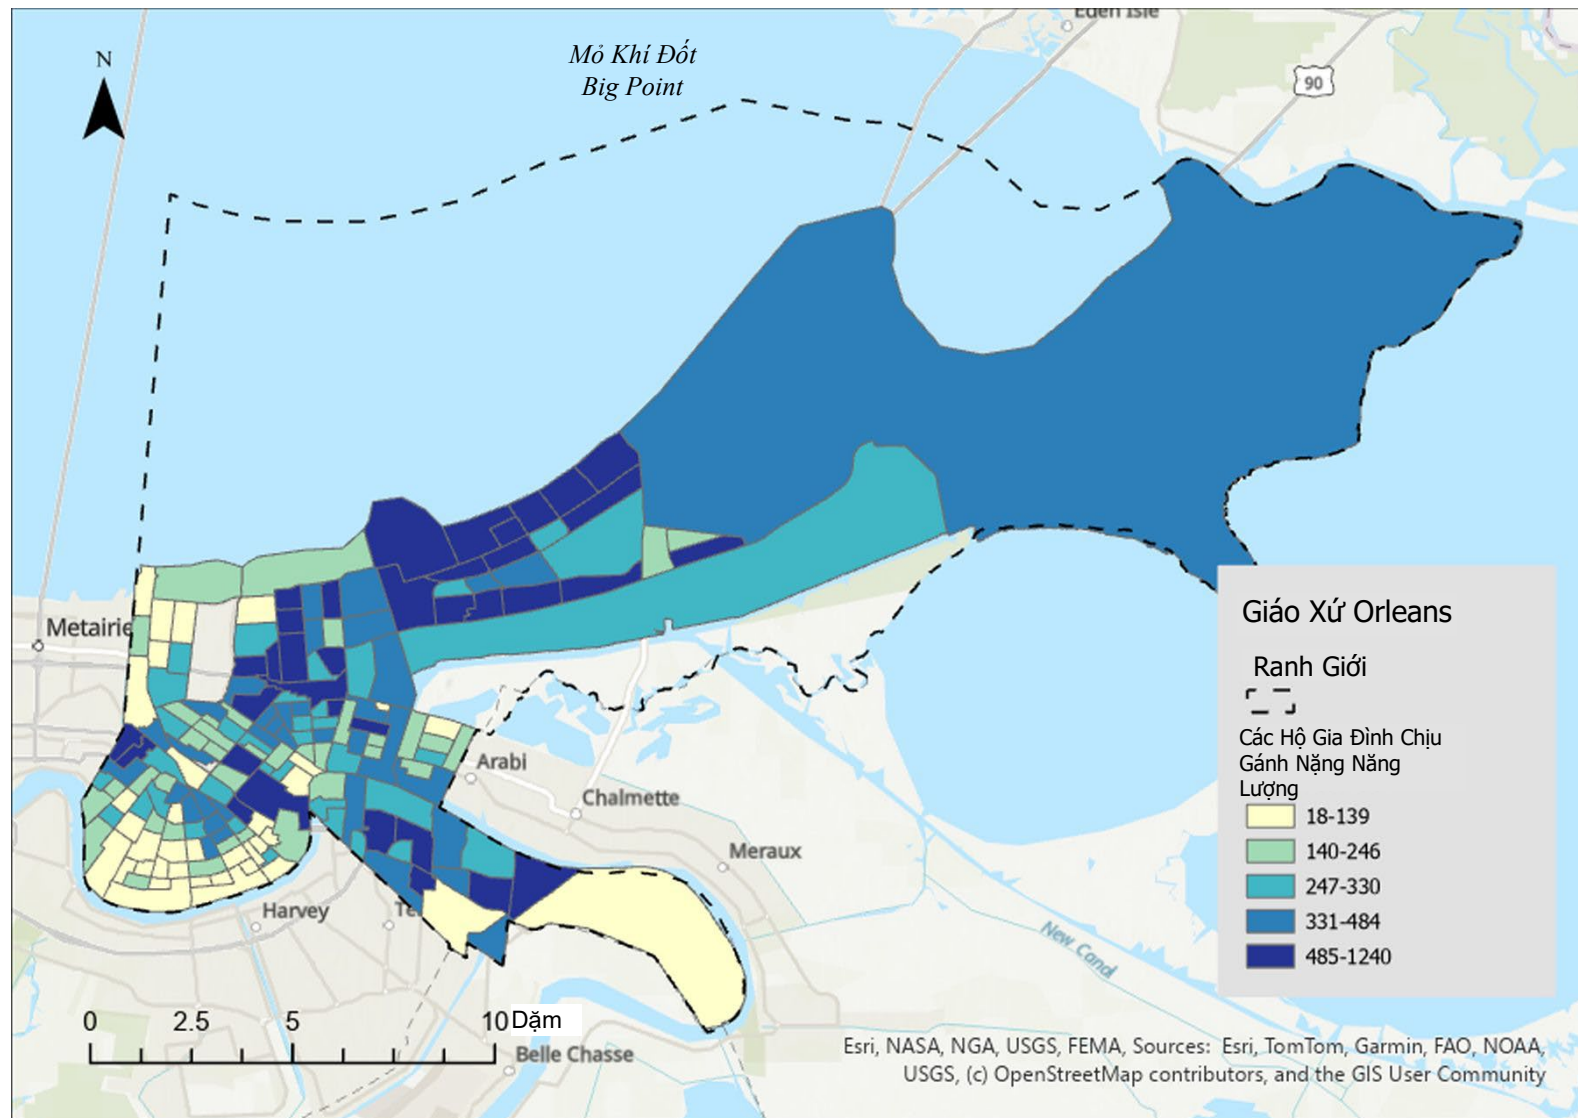 Eden Isle
Mỏ Khí Đốt
Big Point
N
90
Metairie
Giáo Xứ Orleans
Ranh Giới
Các Hộ Gia Đình Chịu
Gánh Nặng Năng
Lượng
18-139
140-246
247-330
331-484
485-1240
Arabi
Chalmette
Meraux
Harvey
New Canal
0 2.5 5 10 Dặm
Belle Chasse
Esri, NASA, NGA, USGS, FEMA, Sources: Esri, TomTom, Garmin, FAO, NOAA,
USGS, (c) OpenStreetMap contributors, and the GIS User Community